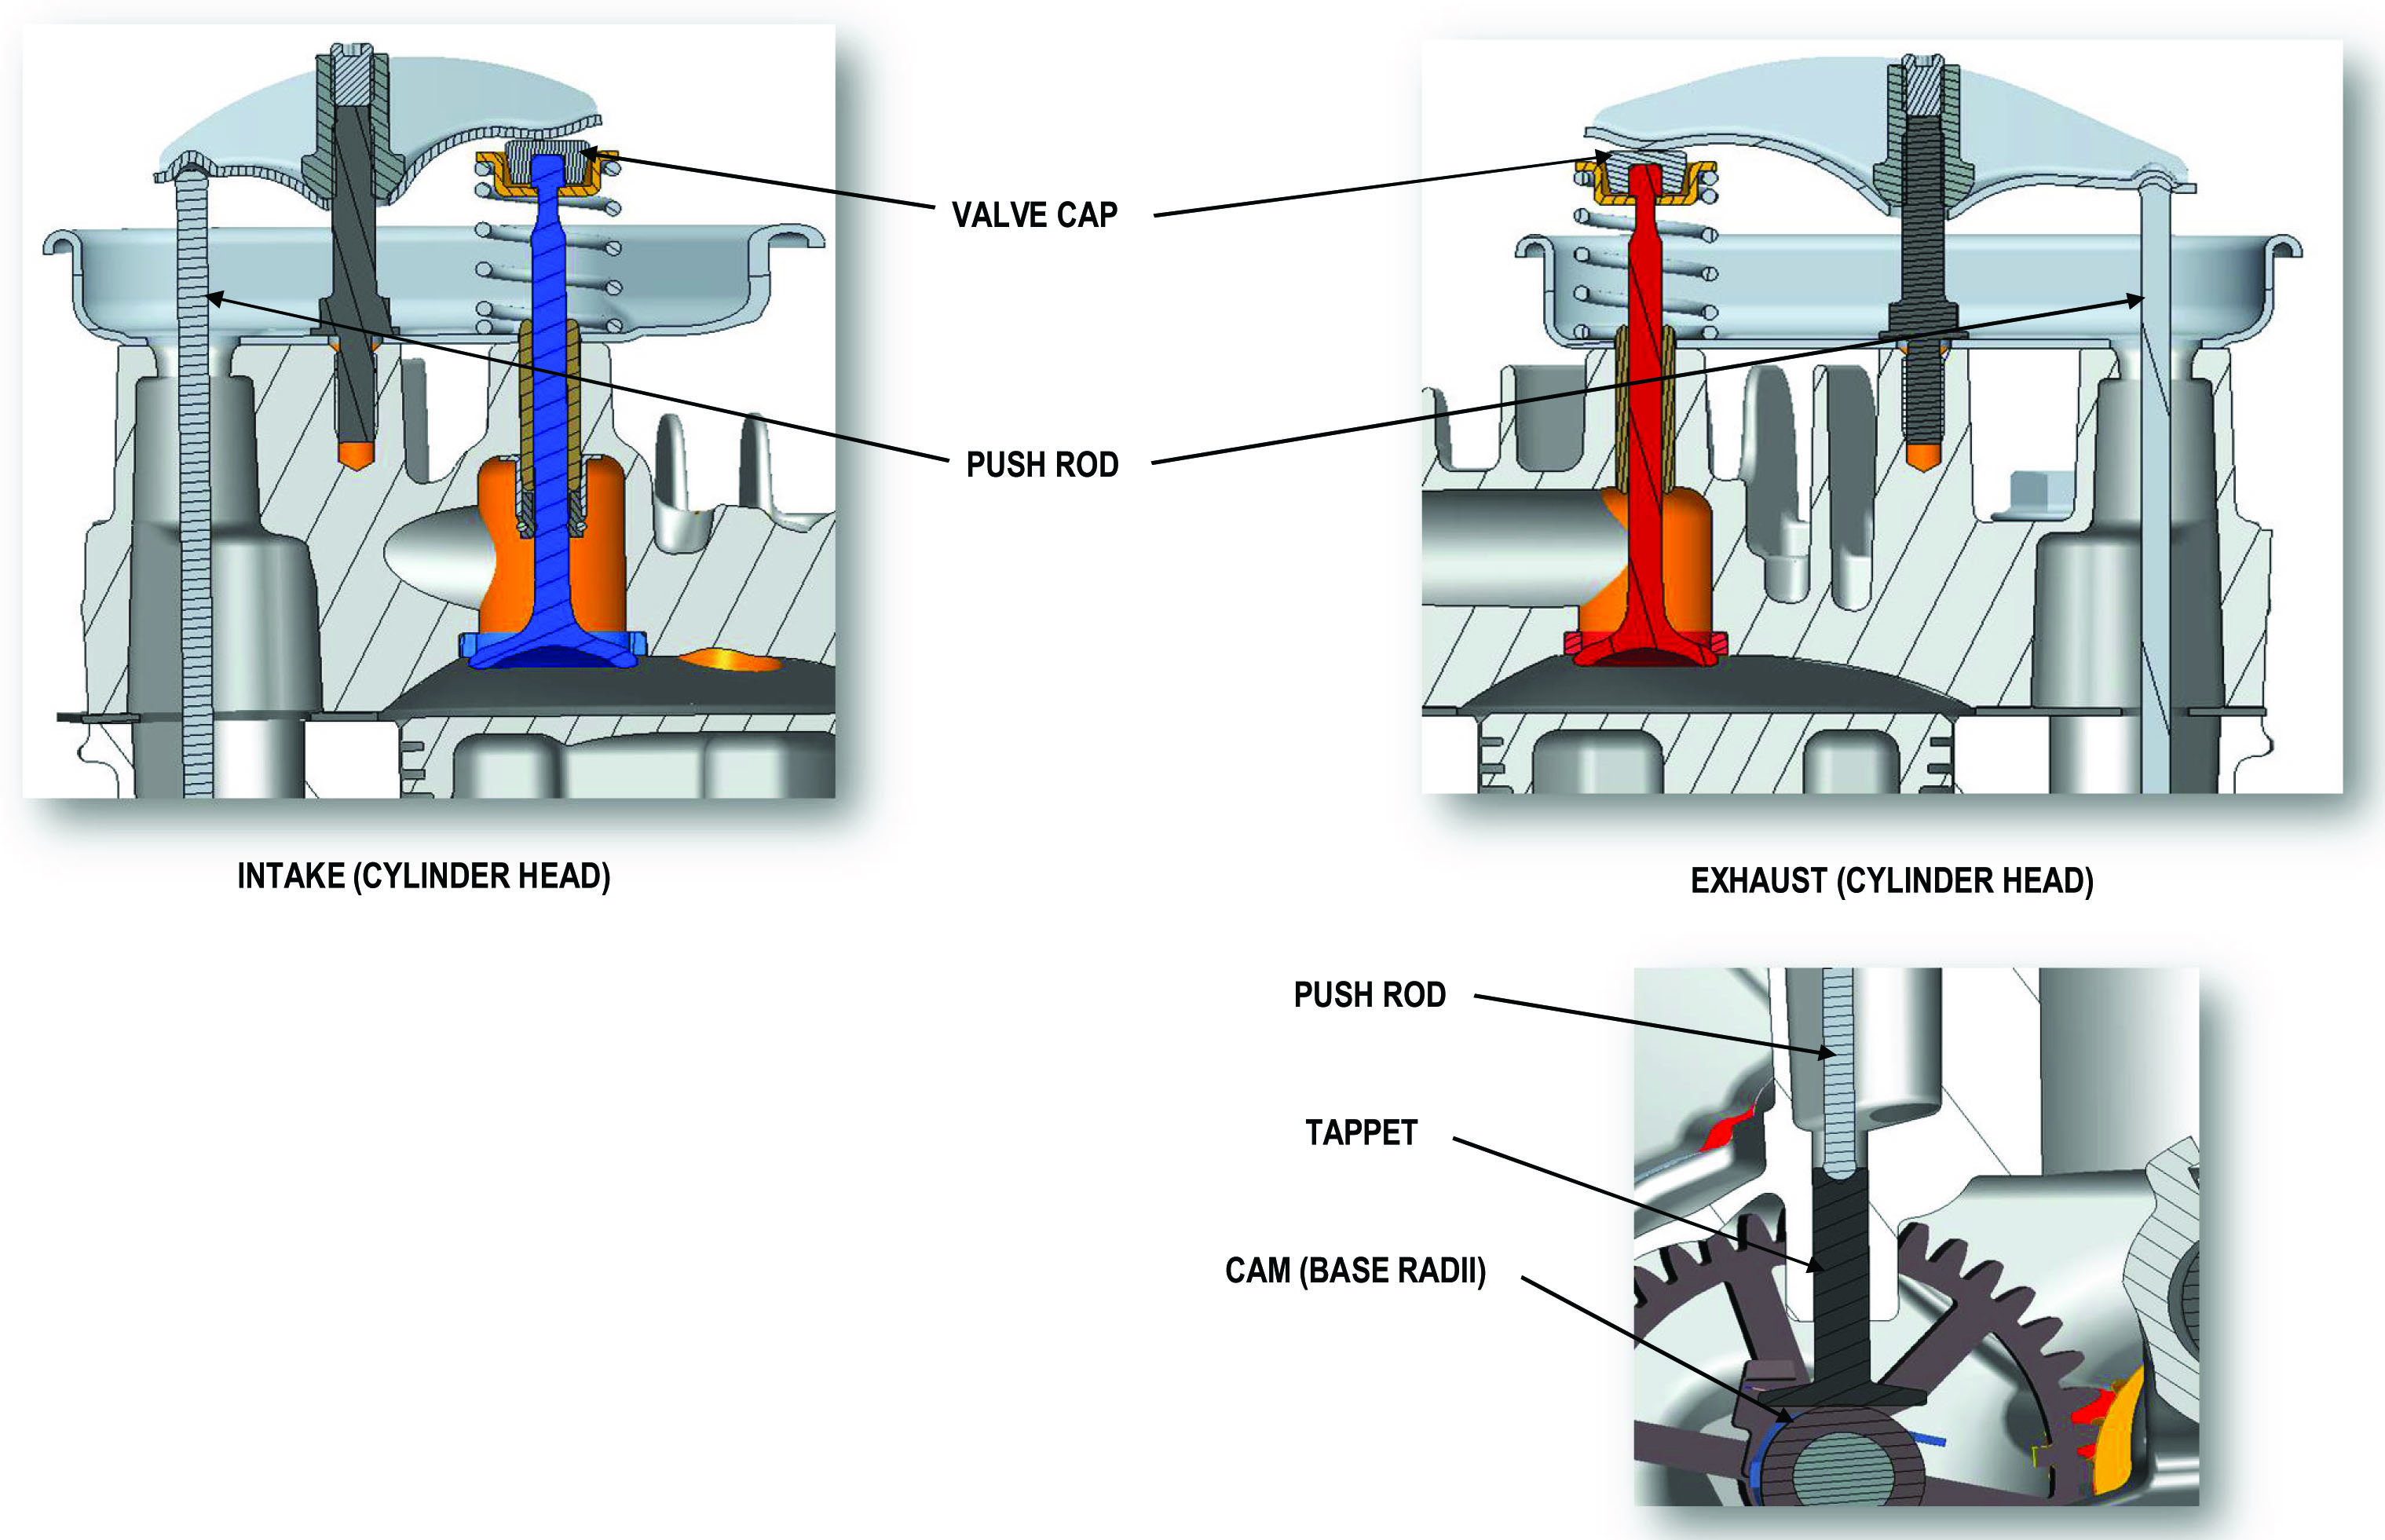 VALVE CAP
PUSH ROD
INTAKE (CYLINDER HEAD)
EXHAUST (CYLINDER HEAD)
PUSH ROD
TAPPET
CAM (BASE RADII)